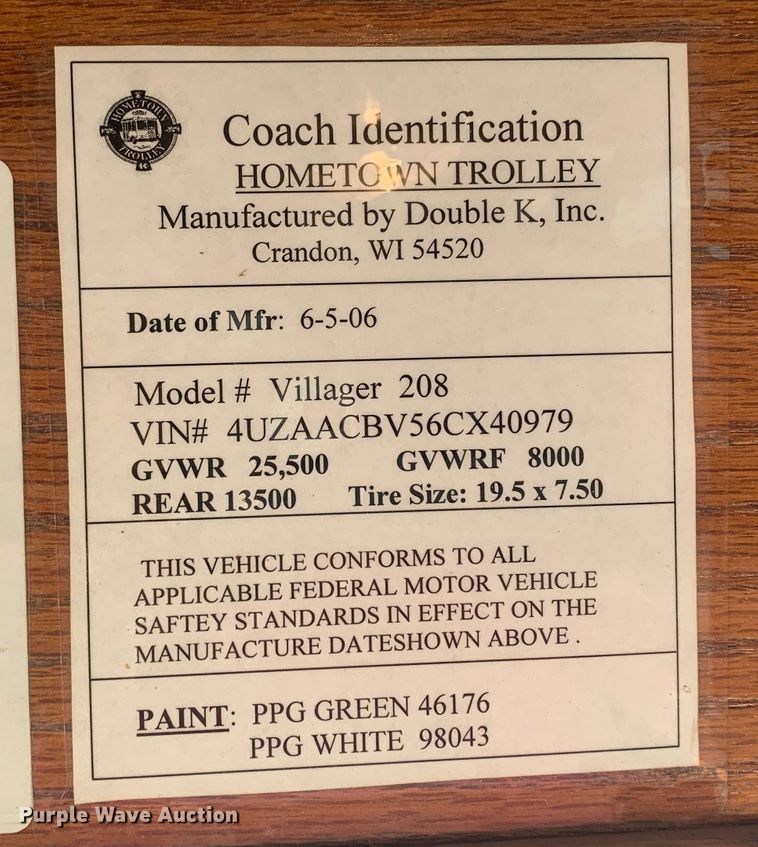 HOMETOWN
TROLLEY
Coach Identification
HOMETOWN TROLLEY
Manufactured by Double K, Inc.
Crandon, WI 54520
Date of Mfr: 6-5-06
Model # Villager 208
VIN# 4UZAACBV56CX40979
GVWR 25,500 GVWRF 8000
REAR 13500 Tire Size: 19.5 x 7.50
THIS VEHICLE CONFORMS TO ALL
APPLICABLE FEDERAL MOTOR VEHICLE
SAFTEY STANDARDS IN EFFECT ON THE
MANUFACTURE DATESHOWN ABOVE .
PAINT: PPG GREEN 46176
PPG WHITE 98043
Purple Wave Auction